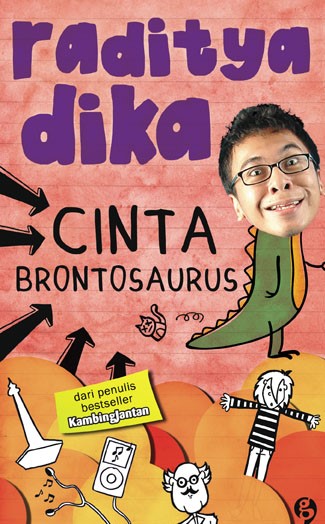 raditya
dika
CINTA
BRONTOSAURUS
dari penulis
bestseller
KambingJantan
g